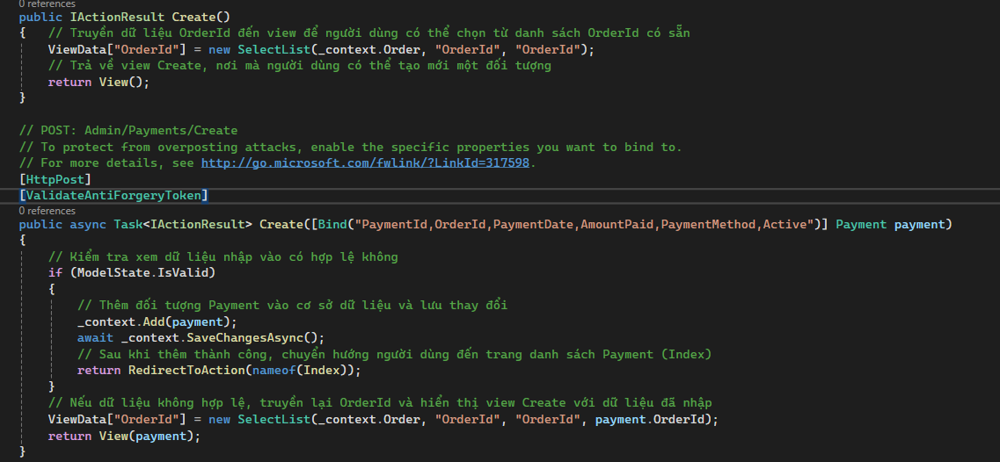 0 references
public IActionResult Create()
{ // Truyền dữ liệu OrderId đến view để người dùng có thể chọn từ danh sách OrderId có sẵn
ViewData["OrderId"] = new SelectList(_context.Order, "OrderId", "OrderId");
// Trả về view Create, nơi mà người dùng có thể tạo mới một đối tượng
return View();
}
// POST: Admin/Payments/Create
// To protect from overposting attacks, enable the specific properties you want to bind to.
// For more details, see http://go.microsoft.com/fwlink/?LinkId=317598.
[HttpPost]
[ValidateAntiForgeryToken]
0 references
public async Task<IActionResult> Create([Bind("PaymentId,OrderId,PaymentDate,AmountPaid,PaymentMethod,Active")] Payment payment)
{
// Kiểm tra xem dữ liệu nhập vào có hợp lệ không
if (ModelState.IsValid)
{
// Thêm đối tượng Payment vào cơ sở dữ liệu và lưu thay đổi
_context.Add(payment);
await _context.SaveChangesAsync();
// Sau khi thêm thành công, chuyển hướng người dùng đến trang danh sách Payment (Index)
return RedirectToAction(nameof(Index));
}
// Nếu dữ liệu không hợp lệ, truyền lại OrderId và hiển thị view Create với dữ liệu đã nhập
ViewData["OrderId"] = new SelectList(_context.Order, "OrderId", "OrderId", payment.OrderId);
return View(payment);
}